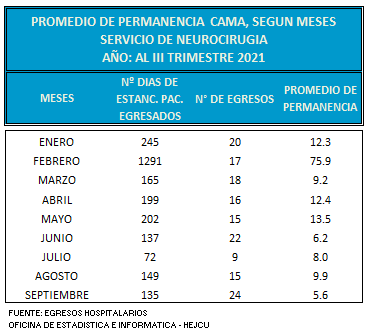 PROMEDIO DE PERMANENCIA CAMA, SEGUN MESES
SERVICIO DE NEUROCIRUGIA
AÑO: AL III TRIMESTRE 2021
MESES Nº DIAS DE ESTANC. PAC. EGRESADOS N° DE EGRESOS PROMEDIO DE PERMANENCIA
ENERO 245 20 12.3
FEBRERO 1291 17 75.9
MARZO 165 18 9.2
ABRIL 199 16 12.4
MAYO 202 15 13.5
JUNIO 137 22 6.2
JULIO 72 9 8.0
AGOSTO 149 15 9.9
SEPTIEMBRE 135 24 5.6
FUENTE: EGRESOS HOSPITALARIOS
OFICINA DE ESTADISTICA E INFORMATICA - HEJCU